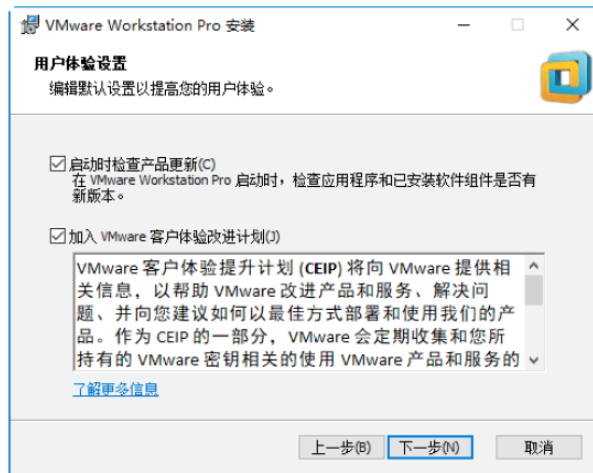 VMware Workstation Pro 安装
用户体验设置
编辑默认设置以提高您的用户体验。
启动时检查产品更新(C)
在 VMware Workstation Pro 启动时，检查应用程序和已安装软件组件是否有
新版本。
加入 VMware 客户体验改进计划(J)
VMware 客户体验提升计划 (CEIP) 将向 VMware 提供相
关信息，以帮助 VMware 改进产品和服务、解决问
题、并向您建议如何以最佳方式部署和使用我们的产
品。作为 CEIP 的一部分，VMware 会定期收集和您所
持有的 VMware 密钥相关的使用 VMware 产品和服务的
了解更多信息
上一步(B) 下一步(N) 取消